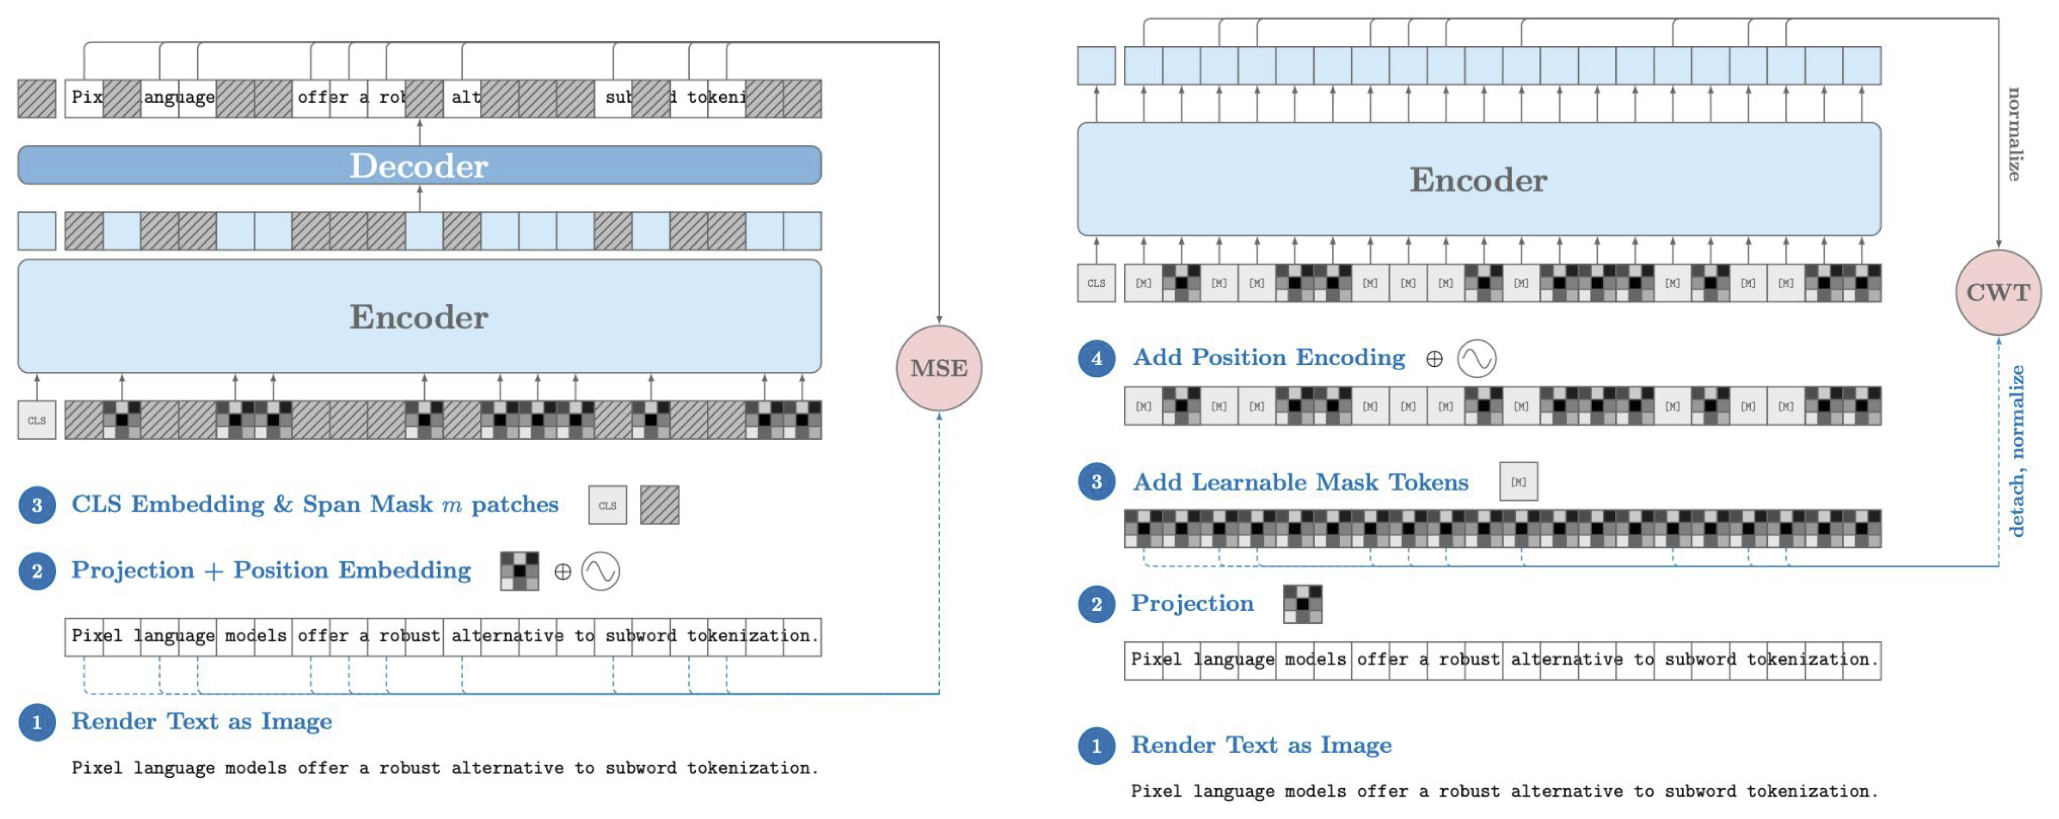 Pix anguage offer a rob alt sub d tokeni
Decoder
Encoder
MSE
CLS
3 CLS Embedding & Span Mask m patches CLS
2 Projection + Position Embedding ⊕
Pixel language models offer a robust alternative to subword tokenization.
1 Render Text as Image
Pixel language models offer a robust alternative to subword tokenization.
normalize
Encoder
CLS [M] [M] [M] [M] [M] [M] [M] [M] [M] [M]
CWT
4 Add Position Encoding ⊕
[M] [M] [M] [M] [M] [M] [M] [M] [M] [M]
3 Add Learnable Mask Tokens [M]
detach, normalize
2 Projection
Pixel language models offer a robust alternative to subword tokenization.
1 Render Text as Image
Pixel language models offer a robust alternative to subword tokenization.